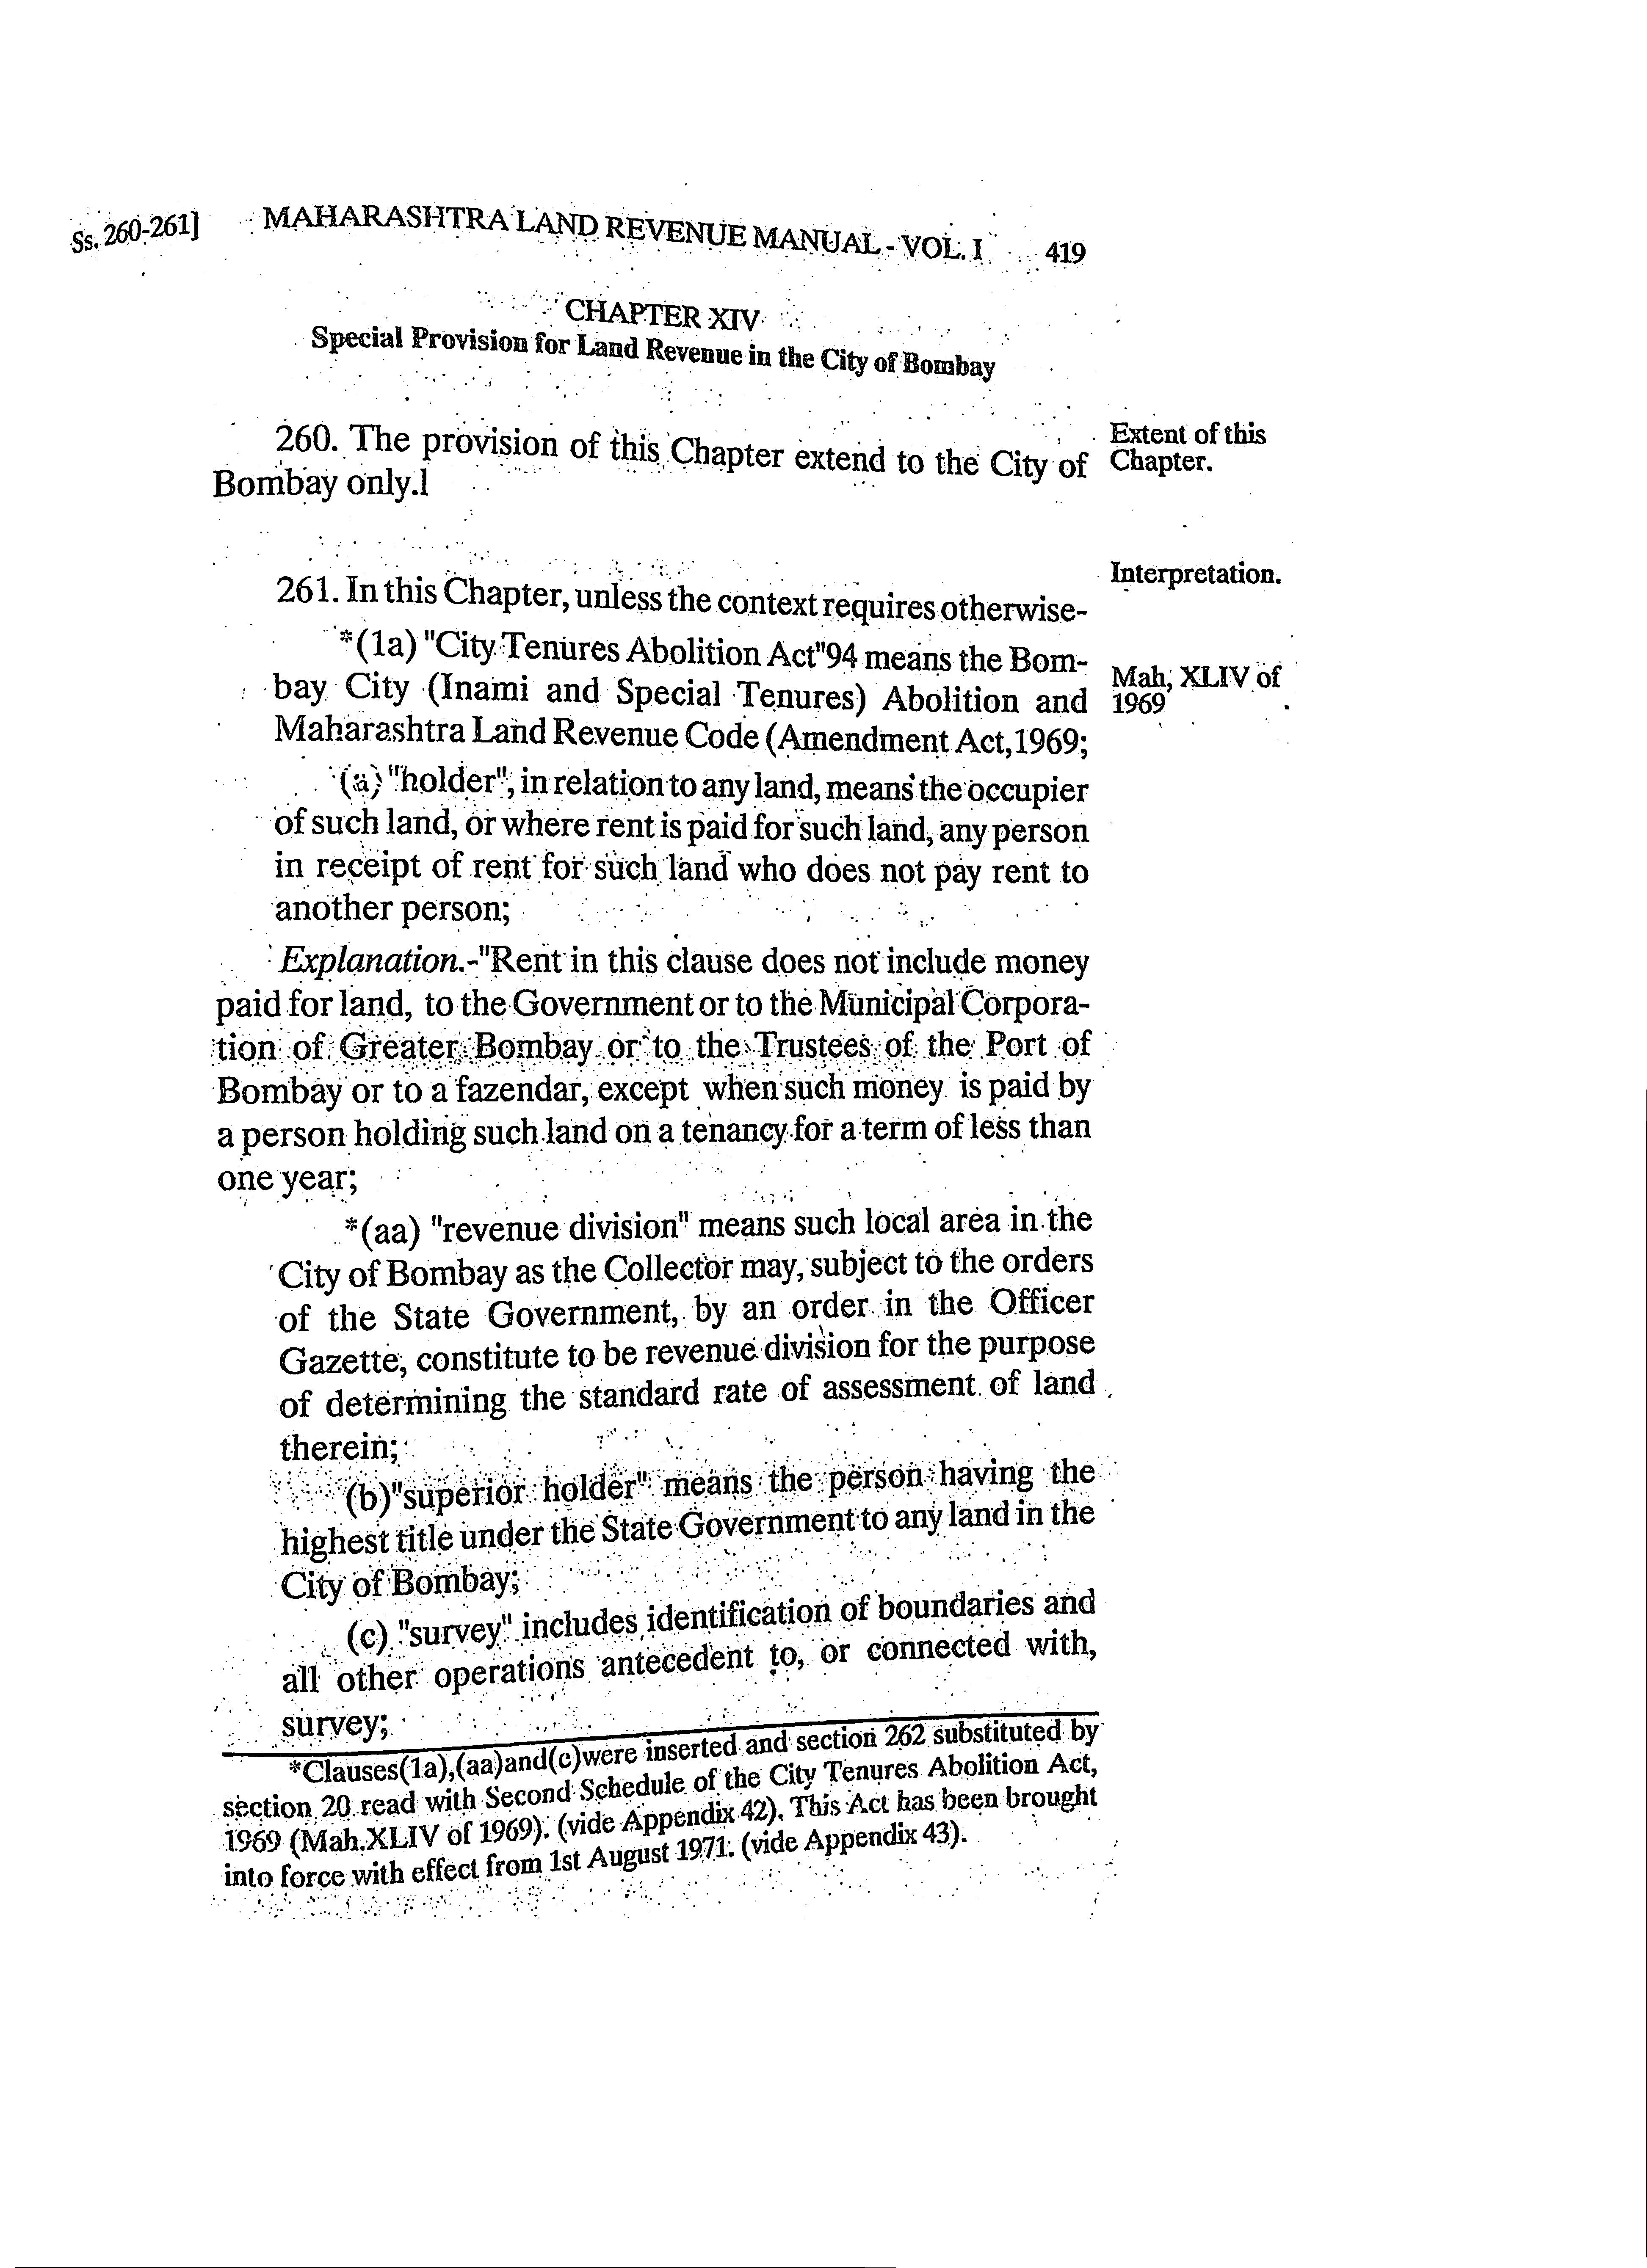 Ss. 260-261] MAHARASHTRA LAND REVENUE MANUAL - VOL. I 419
CHAPTER XIV
Special Provision for Land Revenue in the City of Bombay
260. The provision of this Chapter extend to the City of
Bombay only.l
Extent of this
Chapter.
261. In this Chapter, unless the context requires otherwise-
Interpretation.
*(1a) "City Tenures Abolition Act"94 means the Bom-
bay City (Inami and Special Tenures) Abolition and
Maharashtra Land Revenue Code (Amendment Act,1969;
Mah, XLIV of
1969
(a) "holder", in relation to any land, means the occupier
of such land, or where rent is paid for such land, any person
in receipt of rent for such land who does not pay rent to
another person;
Explanation.-"Rent in this clause does not include money
paid for land, to the Government or to the Municipal Corpora-
tion of Greater Bombay or to the Trustees of the Port of
Bombay or to a fazendar, except when such money is paid by
a person holding such land on a tenancy for a term of less than
one year;
*(aa) "revenue division" means such local area in the
City of Bombay as the Collector may, subject to the orders
of the State Government, by an order in the Officer
Gazette, constitute to be revenue division for the purpose
of determining the standard rate of assessment of land
therein;
(b)"superior holder" means the person having the
highest title under the State Government to any land in the
City of Bombay;
(c) "survey" includes identification of boundaries and
all other operations antecedent to, or connected with,
survey;
*Clauses(1a),(aa)and(c)were inserted and section 262 substituted by
section 20 read with Second Schedule of the City Tenures Abolition Act,
1969 (Mah.XLIV of 1969). (vide Appendix 42). This Act has been brought
into force with effect from 1st August 1971. (vide Appendix 43).